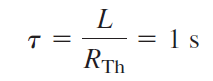 τ = L / R_Th = 1 s